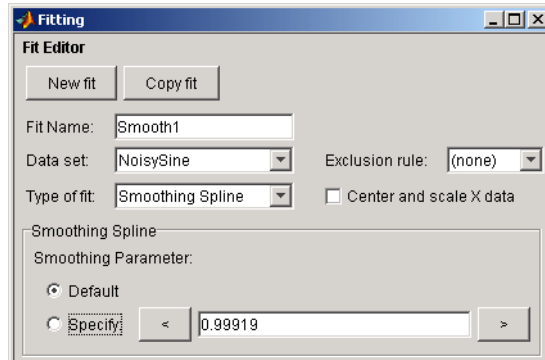 Fitting
Fit Editor
New fit Copy fit
Fit Name: Smooth1
Data set: NoisySine Exclusion rule: (none)
Type of fit: Smoothing Spline Center and scale X data
Smoothing Spline
Smoothing Parameter:
Default
Specify: < 0.99919 >